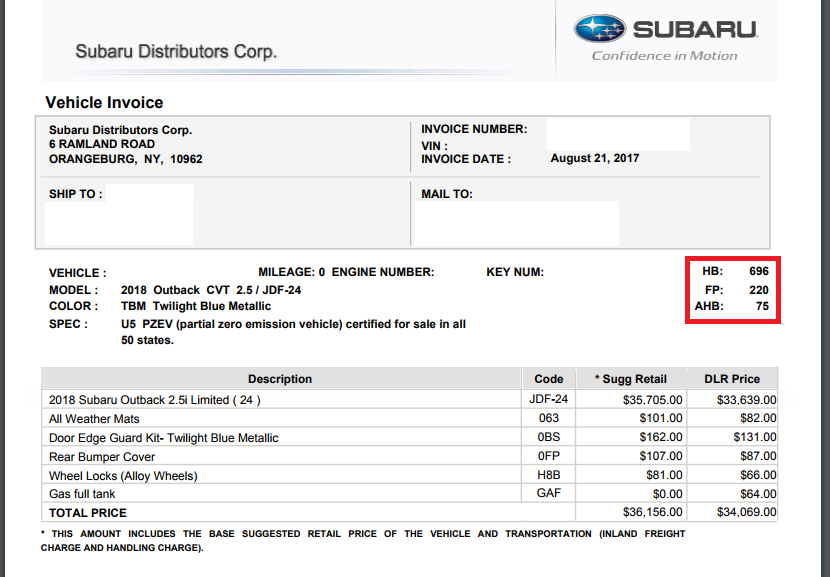 Subaru Distributors Corp.
SUBARU
Confidence in Motion
Vehicle Invoice
Subaru Distributors Corp.
6 RAMLAND ROAD
ORANGEBURG, NY, 10962
INVOICE NUMBER:
VIN :
INVOICE DATE : August 21, 2017
SHIP TO :
MAIL TO:
VEHICLE : MILEAGE: 0 ENGINE NUMBER: KEY NUM:
MODEL : 2018 Outback CVT 2.5 / JDF-24
COLOR : TBM Twilight Blue Metallic
SPEC : U5 PZEV (partial zero emission vehicle) certified for sale in all
50 states.
HB: 696
FP: 220
AHB: 75
Description Code * Sugg Retail DLR Price
2018 Subaru Outback 2.5i Limited ( 24 ) JDF-24 $35,705.00 $33,639.00
All Weather Mats 063 $101.00 $82.00
Door Edge Guard Kit- Twilight Blue Metallic 0BS $162.00 $131.00
Rear Bumper Cover 0FP $107.00 $87.00
Wheel Locks (Alloy Wheels) H8B $81.00 $66.00
Gas full tank GAF $0.00 $64.00
TOTAL PRICE $36,156.00 $34,069.00
* THIS AMOUNT INCLUDES THE BASE SUGGESTED RETAIL PRICE OF THE VEHICLE AND TRANSPORTATION (INLAND FREIGHT
CHARGE AND HANDLING CHARGE).